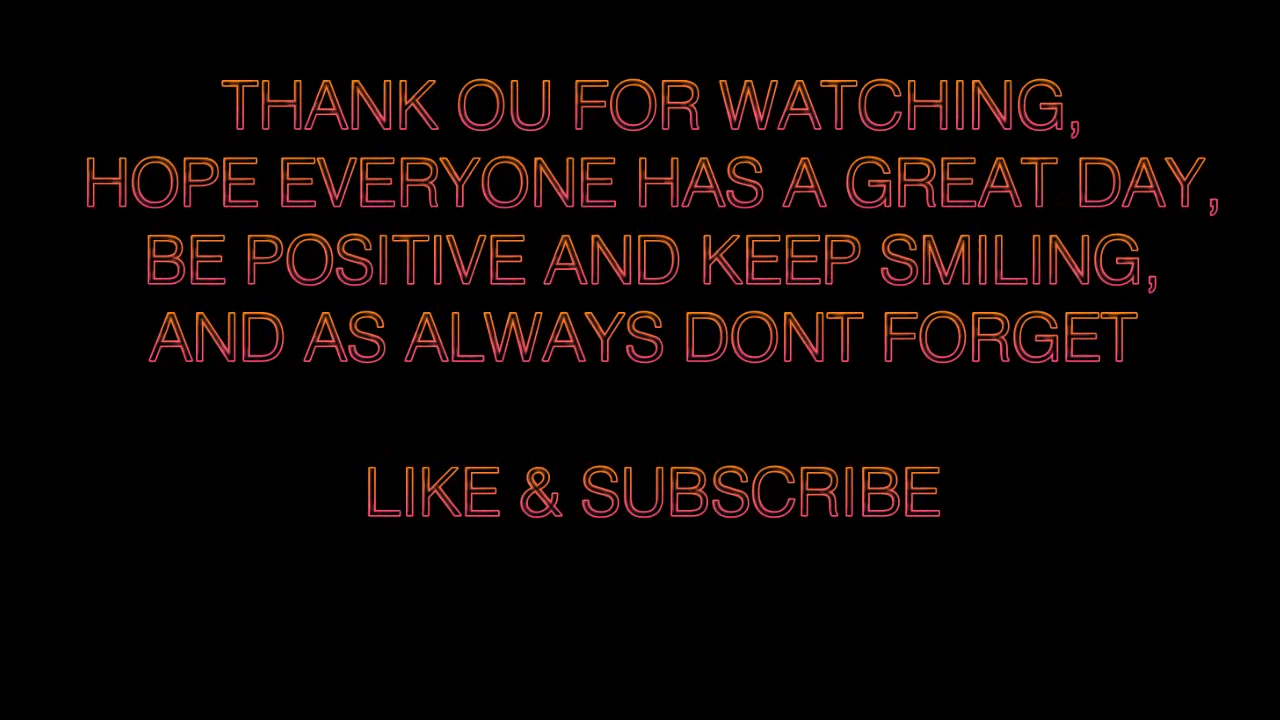 THANK OU FOR WATCHING,
HOPE EVERYONE HAS A GREAT DAY,
BE POSITIVE AND KEEP SMILING,
AND AS ALWAYS DONT FORGET
LIKE & SUBSCRIBE